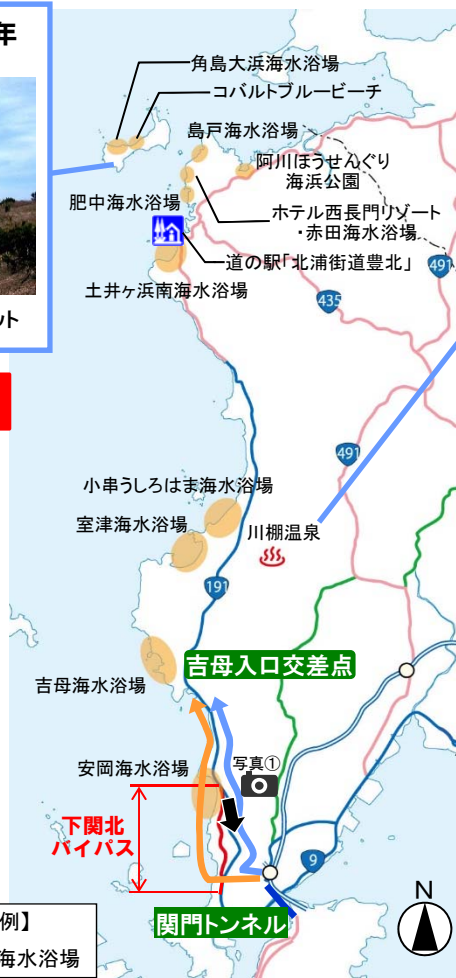 年
角島大浜海水浴場
コバルトブルービーチ
島戸海水浴場
阿川ほうせんぐり
海浜公園
肥中海水浴場
ホテル西長門リゾート
・赤田海水浴場
道の駅「北浦街道豊北」
491
土井ヶ浜南海水浴場
435
ット
491
小串うしろはま海水浴場
室津海水浴場
川棚温泉
191
吉母入口交差点
吉母海水浴場
安岡海水浴場
写真①
下関北
バイパス
9
N
関門トンネル
例】
海水浴場